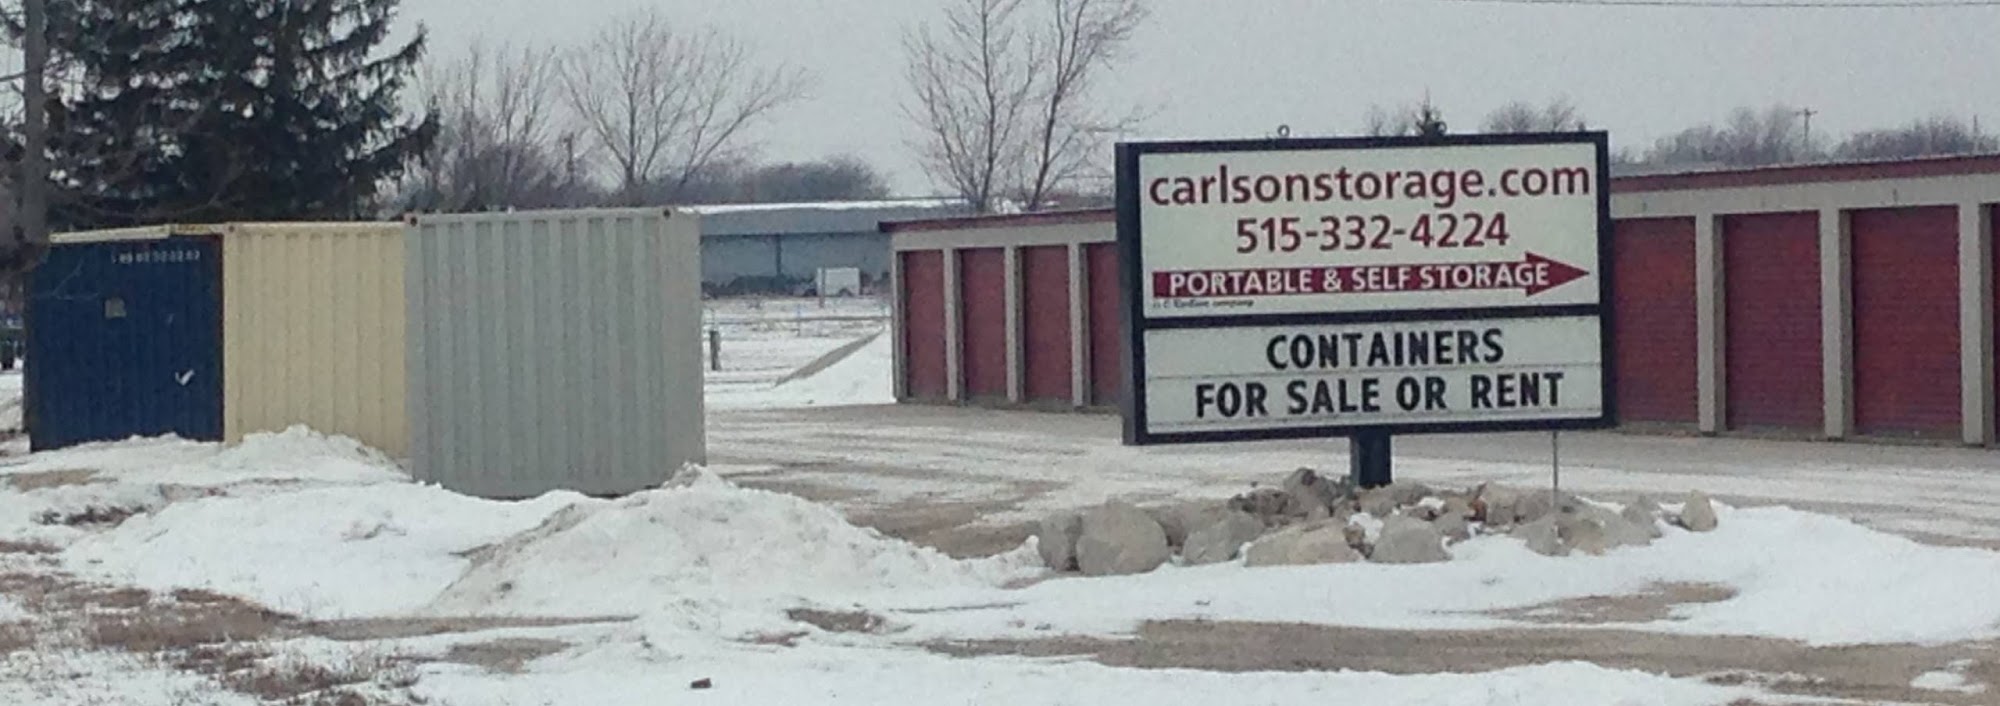 carlsonstorage.com
515-332-4224
PORTABLE & SELF STORAGE
CONTAINERS
FOR SALE OR RENT